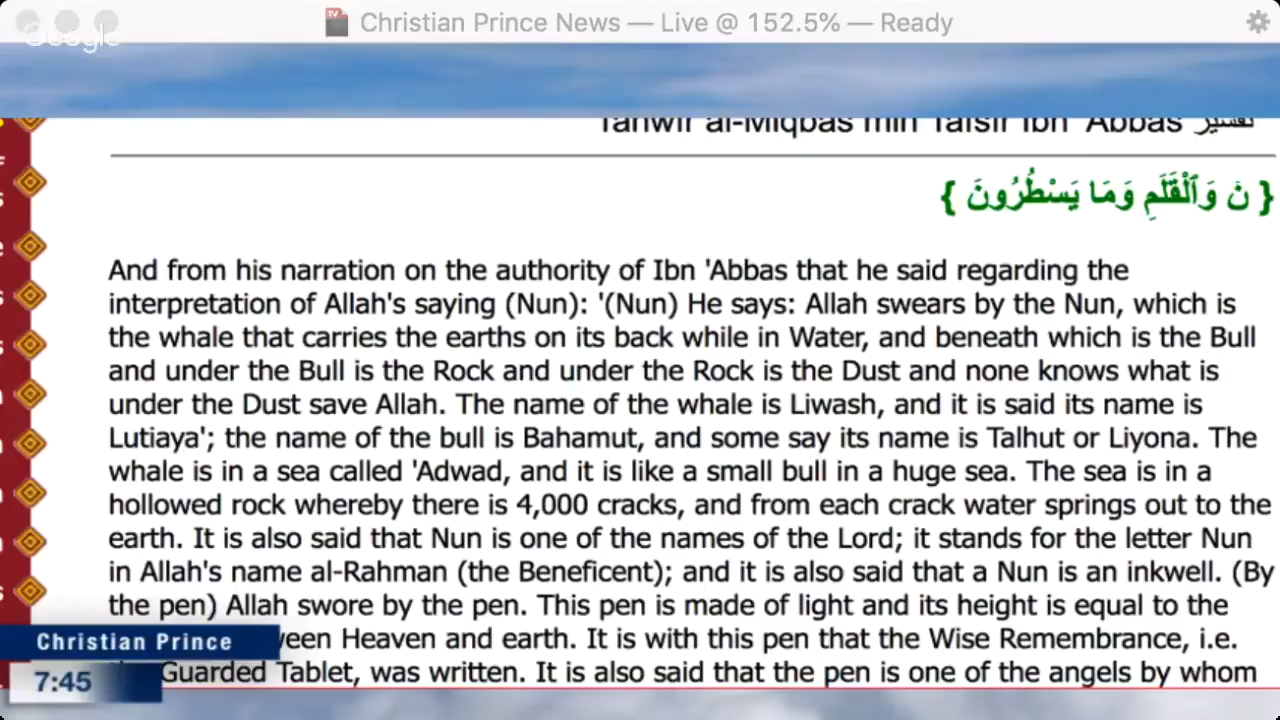 Christian Prince News — Live @ 152.5% — Ready
Google
Tanwîr al-Miqbâs min Tafsîr Ibn 'Abbâs تفسير
{ نۤ وَٱلْقَلَمِ وَمَا يَسْطُرُونَ }
And from his narration on the authority of Ibn 'Abbas that he said regarding the
interpretation of Allah's saying (Nun): '(Nun) He says: Allah swears by the Nun, which is
the whale that carries the earths on its back while in Water, and beneath which is the Bull
and under the Bull is the Rock and under the Rock is the Dust and none knows what is
under the Dust save Allah. The name of the whale is Liwash, and it is said its name is
Lutiaya'; the name of the bull is Bahamut, and some say its name is Talhut or Liyona. The
whale is in a sea called 'Adwad, and it is like a small bull in a huge sea. The sea is in a
hollowed rock whereby there is 4,000 cracks, and from each crack water springs out to the
earth. It is also said that Nun is one of the names of the Lord; it stands for the letter Nun
in Allah's name al-Rahman (the Beneficent); and it is also said that a Nun is an inkwell. (By
the pen) Allah swore by the pen. This pen is made of light and its height is equal to the
ween Heaven and earth. It is with this pen that the Wise Remembrance, i.e.
Guarded Tablet, was written. It is also said that the pen is one of the angels by whom
Christian Prince
7:45